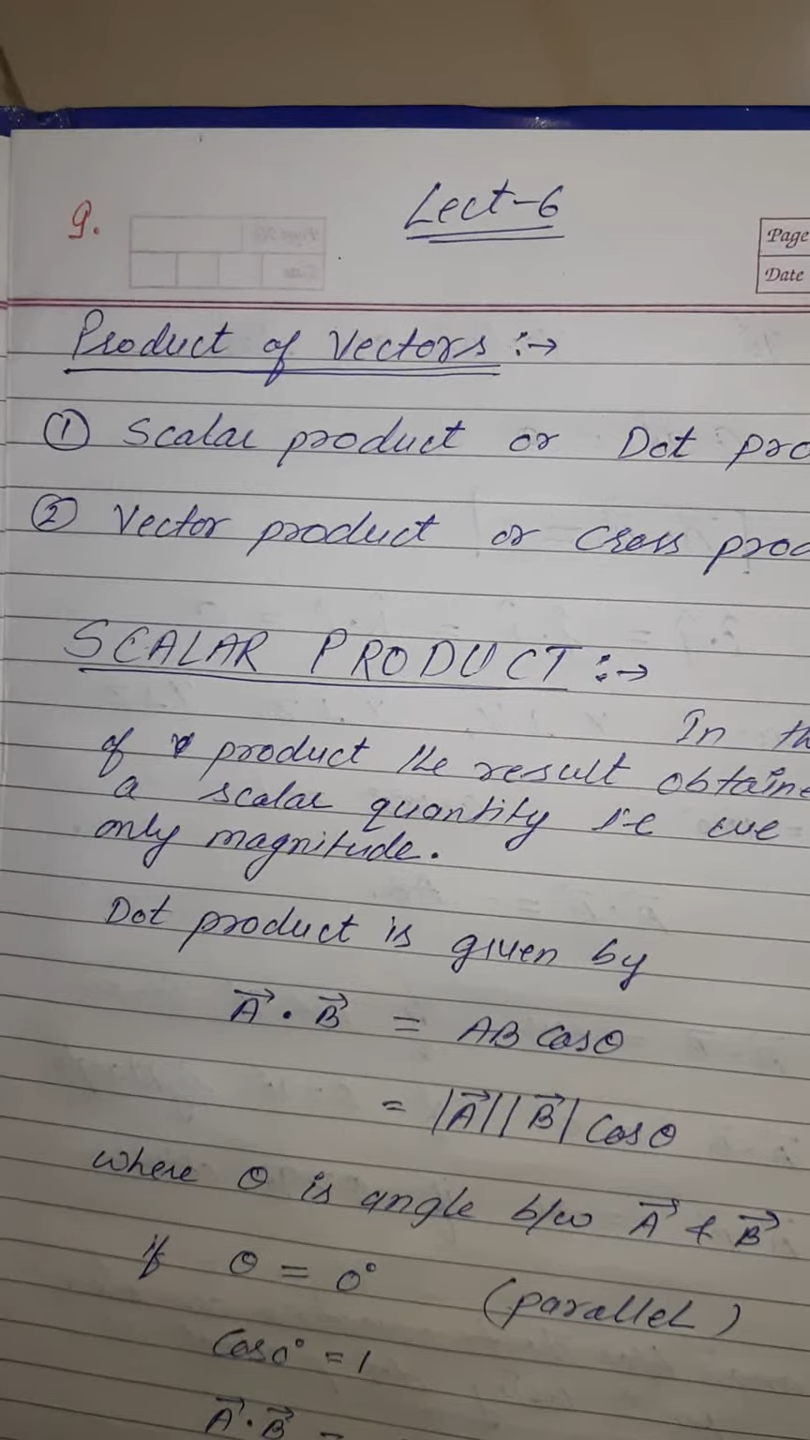 9.
Lect-6
Page
Date
Product of Vectors :→
① Scalar product or Dot pro
② Vector product or Cross prod
SCALAR PRODUCT :→
In th
of product the result obtaine
a scalar quantity i.e we
only magnitude.
Dot product is given by
A⃗ . B⃗ = AB Cosθ
= |A⃗| |B⃗| Cosθ
where θ is angle b/w A⃗ & B⃗
if θ = 0° (parallel)
Cos0° = 1
A⃗ . B⃗ =